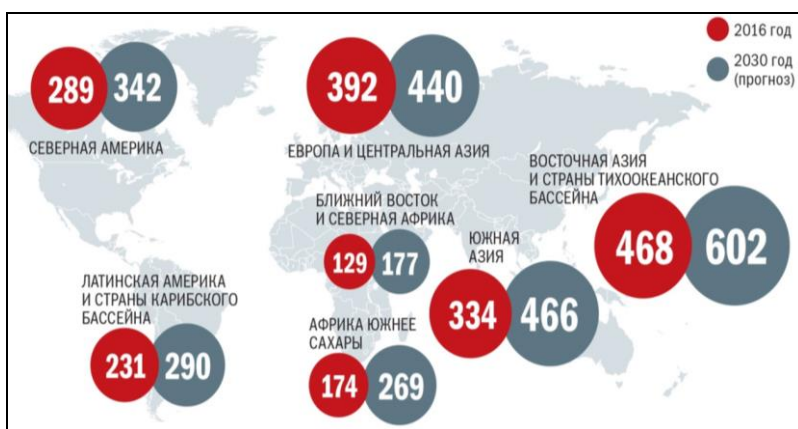 2016 год
2030 год
(прогноз)
289 342
СЕВЕРНАЯ АМЕРИКА
392 440
ЕВРОПА И ЦЕНТРАЛЬНАЯ АЗИЯ
ВОСТОЧНАЯ АЗИЯ
И СТРАНЫ ТИХООКЕАНСКОГО
БАССЕЙНА
468 602
БЛИЖНИЙ ВОСТОК
И СЕВЕРНАЯ АФРИКА
129 177
ЮЖНАЯ
АЗИЯ
334 466
ЛАТИНСКАЯ АМЕРИКА
И СТРАНЫ КАРИБСКОГО
БАССЕЙНА
231 290
АФРИКА ЮЖНЕЕ
САХАРЫ
174 269